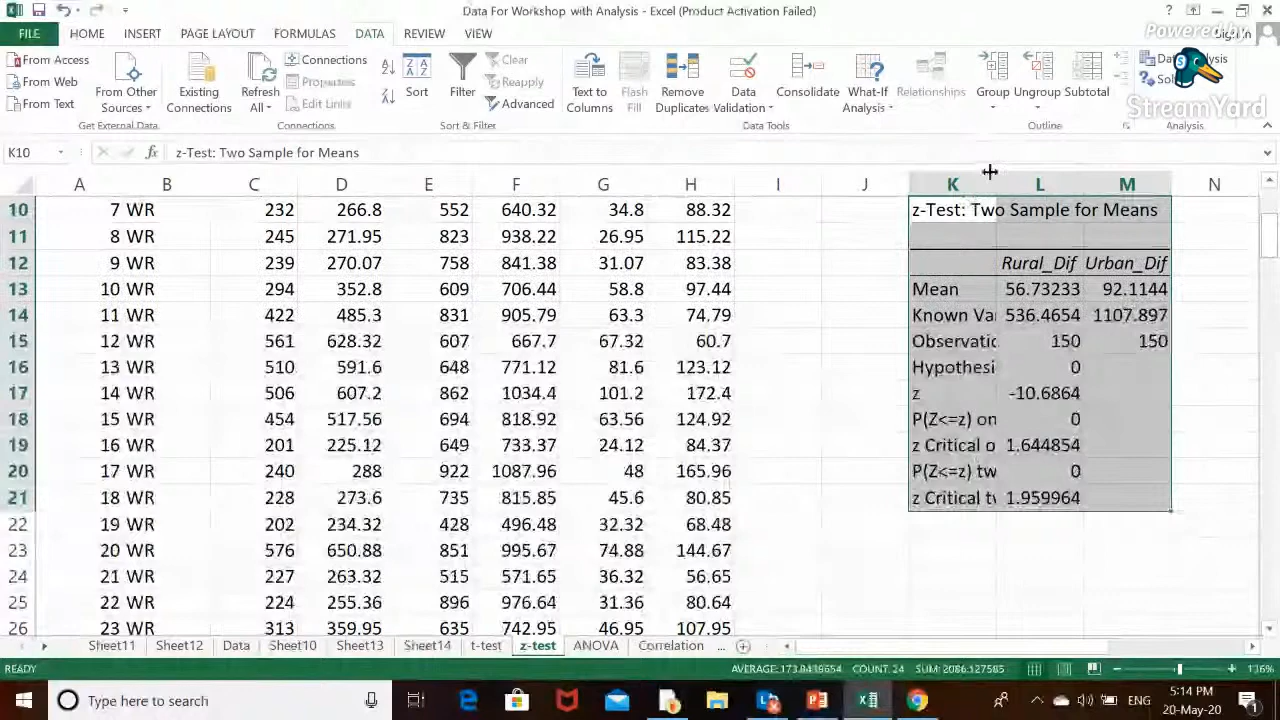 Data For Workshop with Analysis - Excel (Product Activation Failed)
FILE HOME INSERT PAGE LAYOUT FORMULAS DATA REVIEW VIEW
Powered by
Sign in
From Access
From Web
From Text
From Other
Sources
Existing
Connections
Refresh
All
Connections
Properties
Edit Links
Sort
Filter
Clear
Reapply
Advanced
Text to
Columns
Flash
Fill
Remove
Duplicates
Data
Validation
Consolidate
What-If
Analysis
Relationships
Group
Ungroup
Subtotal
Data Analysis
StreamYard
Get External Data
Connections
Sort & Filter
Data Tools
Outline
Analysis
K10 fx z-Test: Two Sample for Means
A B C D E F G H I J K L M N
10 7 WR 232 266.8 552 640.32 34.8 88.32 z-Test: Two Sample for Means
11 8 WR 245 271.95 823 938.22 26.95 115.22
12 9 WR 239 270.07 758 841.38 31.07 83.38 Rural_Dif Urban_Dif
13 10 WR 294 352.8 609 706.44 58.8 97.44 Mean 56.73233 92.1144
14 11 WR 422 485.3 831 905.79 63.3 74.79 Known Va 536.4654 1107.897
15 12 WR 561 628.32 607 667.7 67.32 60.7 Observatio 150 150
16 13 WR 510 591.6 648 771.12 81.6 123.12 Hypothesi 0
17 14 WR 506 607.2 862 1034.4 101.2 172.4 z -10.6864
18 15 WR 454 517.56 694 818.92 63.56 124.92 P(Z<=z) on 0
19 16 WR 201 225.12 649 733.37 24.12 84.37 z Critical o 1.644854
20 17 WR 240 288 922 1087.96 48 165.96 P(Z<=z) tw 0
21 18 WR 228 273.6 735 815.85 45.6 80.85 z Critical tw 1.959964
22 19 WR 202 234.32 428 496.48 32.32 68.48
23 20 WR 576 650.88 851 995.67 74.88 144.67
24 21 WR 227 263.32 515 571.65 36.32 56.65
25 22 WR 224 255.36 896 976.64 31.36 80.64
26 23 WR 313 359.95 635 742.95 46.95 107.95
Sheet11 Sheet12 Data Sheet10 Sheet13 Sheet14 t-test z-test ANOVA Correlation ...
READY AVERAGE: 173.8439654 COUNT: 24 SUM: 2086.127585 136%
Type here to search
ENG
5:14 PM
20-May-20
1